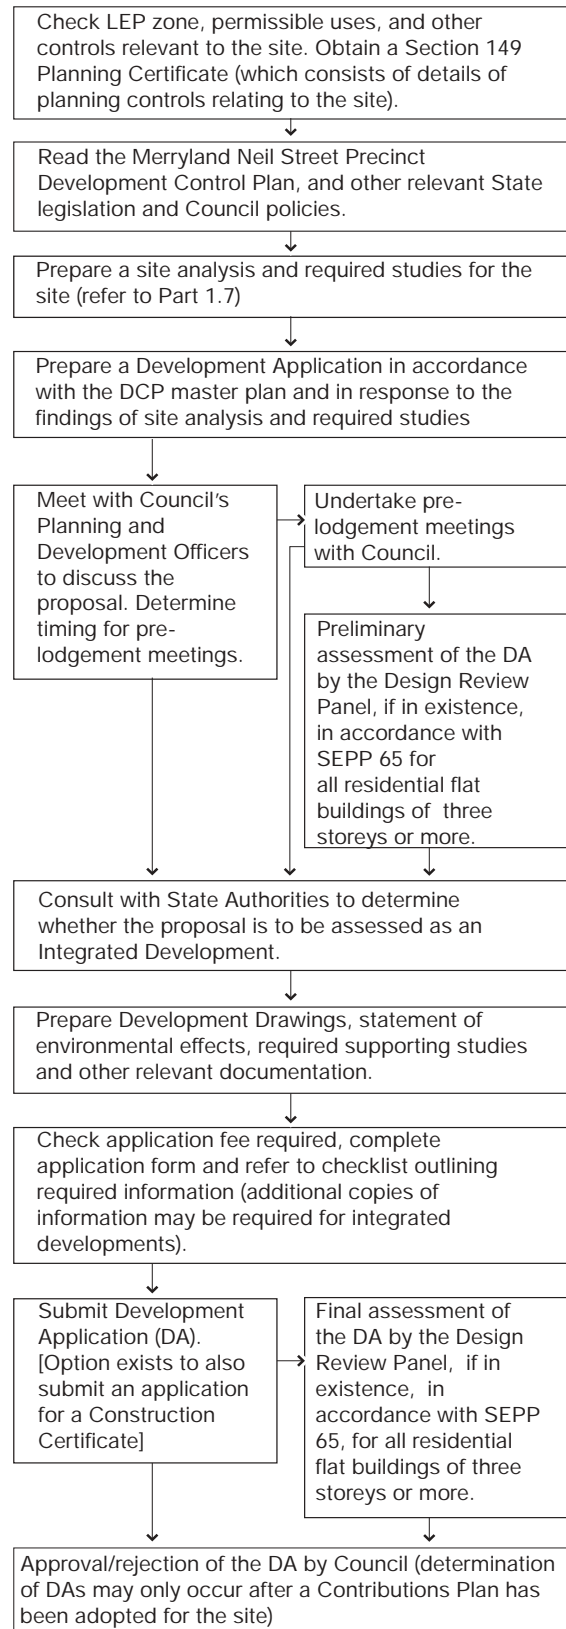 Check LEP zone, permissible uses, and other
controls relevant to the site. Obtain a Section 149
Planning Certificate (which consists of details of
planning controls relating to the site).
Read the Merryland Neil Street Precinct
Development Control Plan, and other relevant State
legislation and Council policies.
Prepare a site analysis and required studies for the
site (refer to Part 1.7)
Prepare a Development Application in accordance
with the DCP master plan and in response to the
findings of site analysis and required studies
Meet with Council's
Planning and
Development Officers
to discuss the
proposal. Determine
timing for pre-
lodgement meetings.
Undertake pre-
lodgement meetings
with Council.
Preliminary
assessment of the DA
by the Design Review
Panel, if in existence,
in accordance with
SEPP 65 for
all residential flat
buildings of three
storeys or more.
Consult with State Authorities to determine
whether the proposal is to be assessed as an
Integrated Development.
Prepare Development Drawings, statement of
environmental effects, required supporting studies
and other relevant documentation.
Check application fee required, complete
application form and refer to checklist outlining
required information (additional copies of
information may be required for integrated
developments).
Submit Development
Application (DA).
[Option exists to also
submit an application
for a Construction
Certificate]
Final assessment of
the DA by the Design
Review Panel, if in
existence, in
accordance with SEPP
65, for all residential
flat buildings of three
storeys or more.
Approval/rejection of the DA by Council (determination
of DAs may only occur after a Contributions Plan has
been adopted for the site)